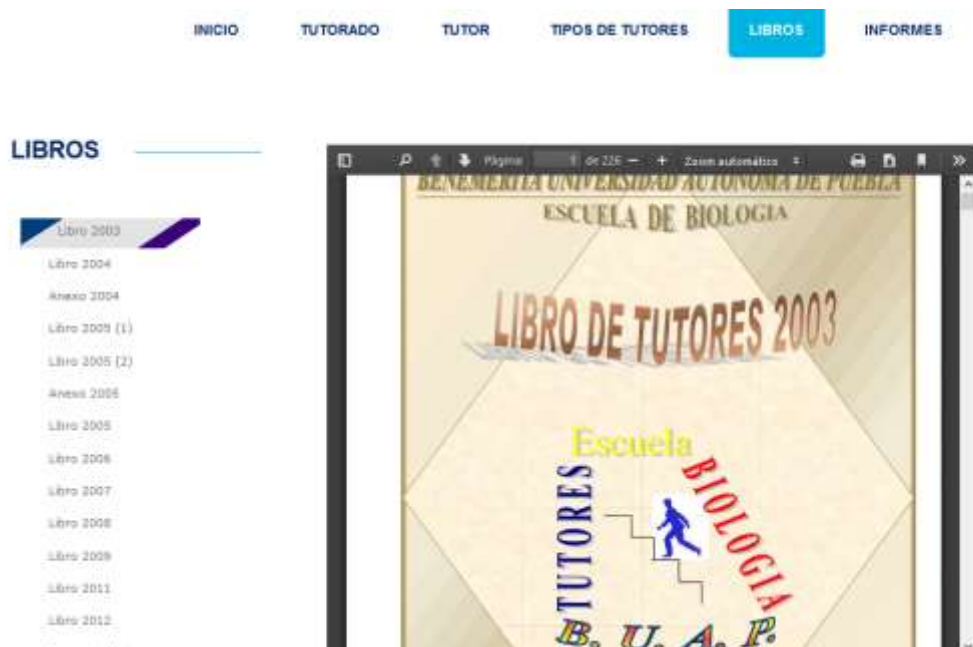 INICIO TUTORADO TUTOR TIPOS DE TUTORES LIBROS INFORMES
LIBROS
Libro 2003
Libro 2004
Anexo 2004
Libro 2005 (1)
Libro 2005 (2)
Anexo 2005
Libro 2005
Libro 2006
Libro 2007
Libro 2008
Libro 2009
Libro 2011
Libro 2012
Página: 1 de 226 Zoom automático
BENEMERITA UNIVERSIDAD AUTONOMA DE PUEBLA
ESCUELA DE BIOLOGIA
LIBRO DE TUTORES 2003
Escuela
TUTORES
BIOLOGIA
B. U. A. P.